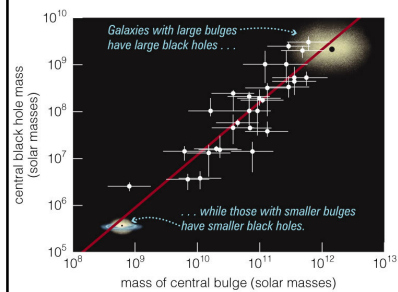 10^10
10^9
10^8
10^7
10^6
10^5
central black hole mass
(solar masses)
Galaxies with large bulges
have large black holes . . .
. . . while those with smaller bulges
have smaller black holes.
10^8
10^9
10^10
10^11
10^12
10^13
mass of central bulge (solar masses)